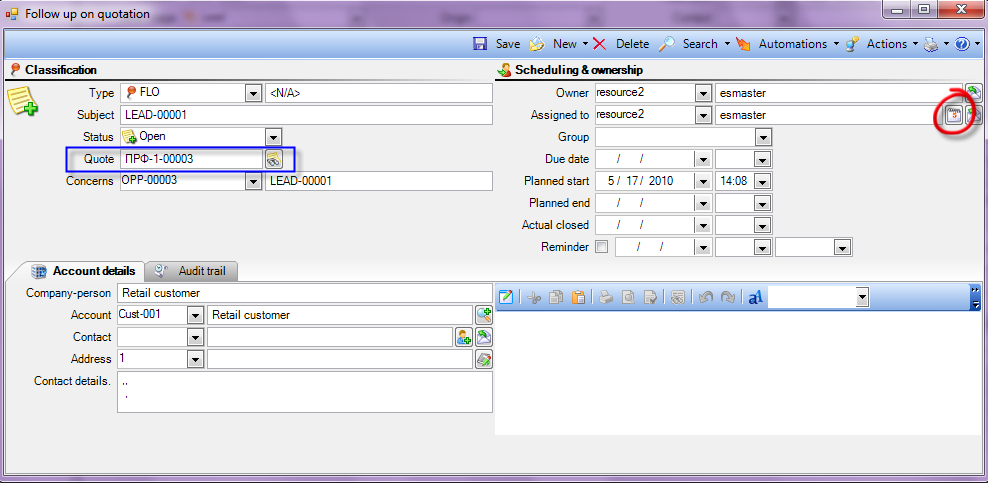 Follow up on quotation
Save New Delete Search Automations Actions
Classification
Type FLO <N/A>
Subject LEAD-00001
Status Open
Quote ПРФ-1-00003
Concerns OPP-00003 LEAD-00001
Scheduling & ownership
Owner resource2 esmaster
Assigned to resource2 esmaster
Group
Due date / /
Planned start 5 / 17 / 2010 14:08
Planned end / /
Actual closed / /
Reminder / /
Account details Audit trail
Company-person Retail customer
Account Cust-001 Retail customer
Contact
Address 1
Contact details. ..
.